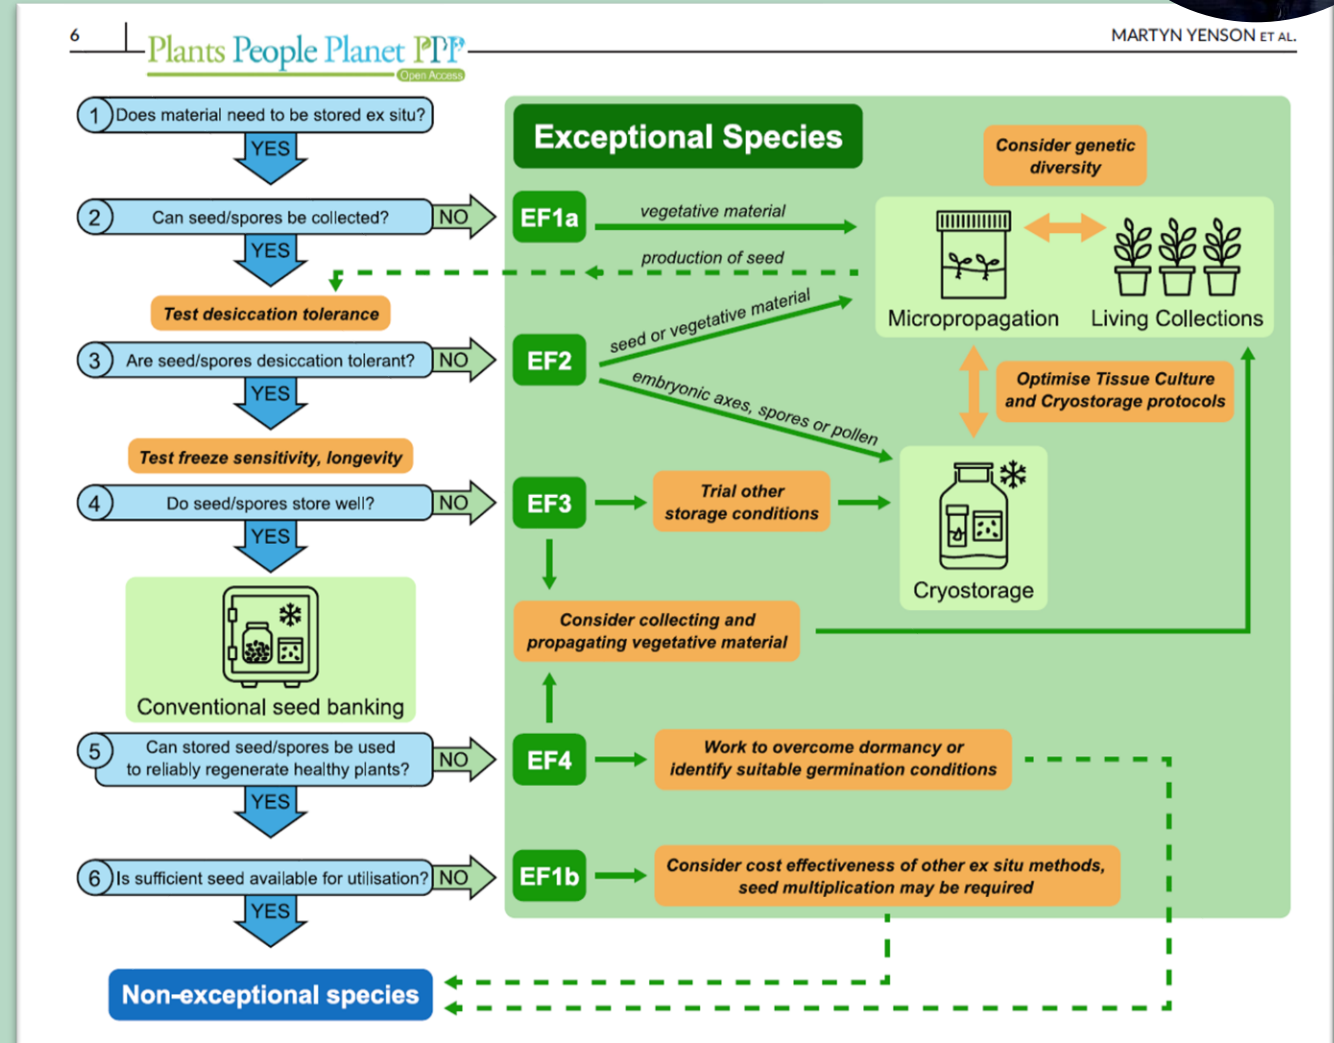 6
Plants People Planet PPP
Open Access
MARTYN YENSON ET AL.
1 Does material need to be stored ex situ?
YES
2 Can seed/spores be collected?
NO
YES
Test desiccation tolerance
3 Are seed/spores desiccation tolerant?
NO
YES
Test freeze sensitivity, longevity
4 Do seed/spores store well?
NO
YES
Conventional seed banking
5 Can stored seed/spores be used
to reliably regenerate healthy plants?
NO
YES
6 Is sufficient seed available for utilisation?
NO
YES
Non-exceptional species
Exceptional Species
Consider genetic
diversity
EF1a
vegetative material
production of seed
Micropropagation
Living Collections
EF2
seed or vegetative material
embryonic axes, spores or pollen
Optimise Tissue Culture
and Cryostorage protocols
EF3
Trial other
storage conditions
Cryostorage
Consider collecting and
propagating vegetative material
EF4
Work to overcome dormancy or
identify suitable germination conditions
EF1b
Consider cost effectiveness of other ex situ methods,
seed multiplication may be required